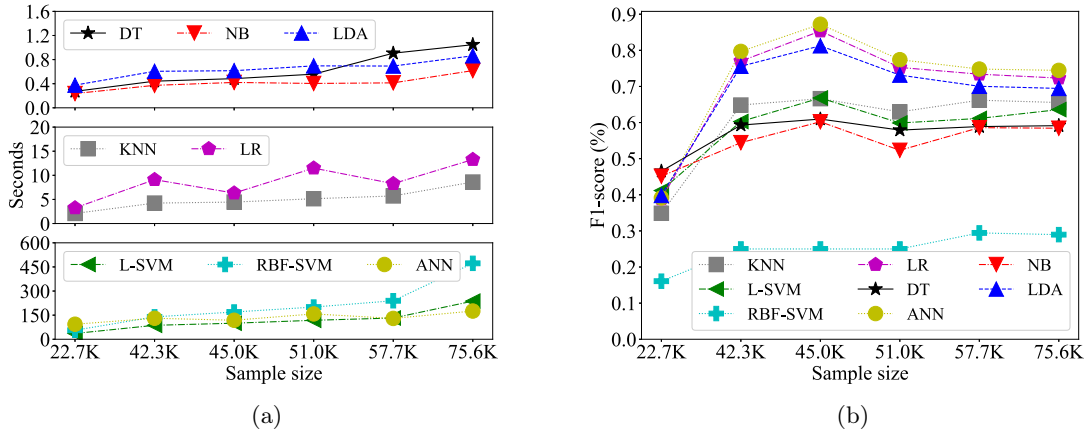 1.6
1.2
0.8
0.4
0.0
DT NB LDA
20
15
10
5
0
KNN LR
Seconds
600
450
300
150
0
L-SVM RBF-SVM ANN
22.7K 42.3K 45.0K 51.0K 57.7K 75.6K
Sample size
(a)
0.9
0.8
0.7
0.6
0.5
0.4
0.3
0.2
0.1
0.0
F1-score (%)
KNN LR NB
L-SVM DT LDA
RBF-SVM ANN
22.7K 42.3K 45.0K 51.0K 57.7K 75.6K
Sample size
(b)